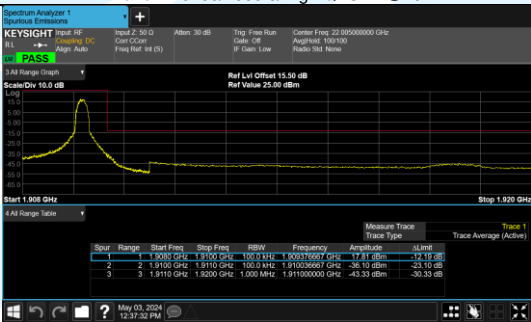 Spectrum Analyzer 1
Spurious Emissions
KEYSIGHT Input: RF Input Z: 50 Ω Atten: 30 dB Trig: Free Run Center Freq: 22.005000000 GHz
RL Coupling: DC Corr CCorr Gate: Off Avg|Hold: 100/100
Align: Auto Freq Ref: Int (S) IF Gain: Low Radio Std: None
PASS
3 All Range Graph
Ref Lvl Offset 15.50 dB
Scale/Div 10.0 dB Ref Value 25.00 dBm
Log
15.0
5.00
-5.00
-15.0
-25.0
-35.0
-45.0
-55.0
-65.0
Start 1.908 GHz Stop 1.920 GHz
4 All Range Table
Measure Trace Trace 1
Trace Type Trace Average (Active)
Spur Range Start Freq Stop Freq RBW Frequency Amplitude ΔLimit
1 1 1.9080 GHz 1.9100 GHz 100.0 kHz 1.909376667 GHz 17.81 dBm -12.19 dB
2 2 1.9100 GHz 1.9110 GHz 100.0 kHz 1.910036667 GHz -36.10 dBm -23.10 dB
3 3 1.9110 GHz 1.9200 GHz 1.000 MHz 1.911000000 GHz -43.33 dBm -30.33 dB
May 03, 2024
12:37:32 PM